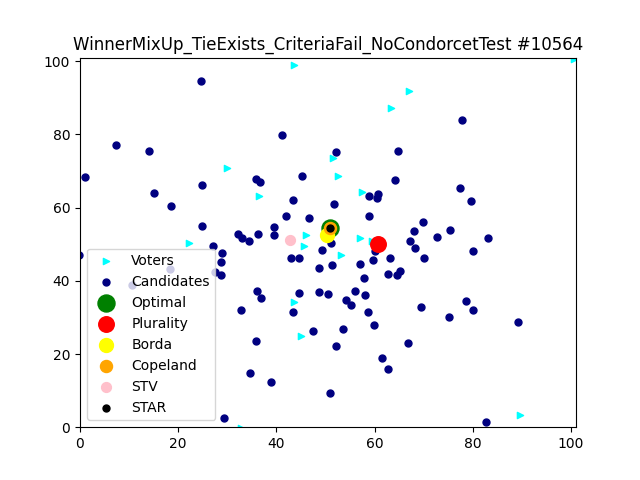 WinnerMixUp_TieExists_CriteriaFail_NoCondorcetTest #10564
100
80
60
40
20
0
0 20 40 60 80 100
Voters
Candidates
Optimal
Plurality
Borda
Copeland
STV
STAR